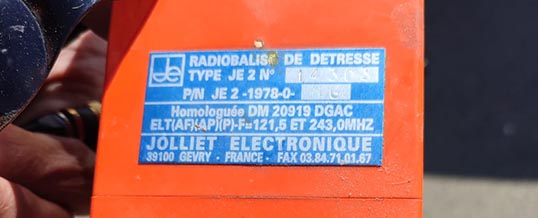 RADIOBALISE DE DETRESSE
TYPE JE 2 N°
P/N JE 2 -1978-0-
Homologuée DM 20919 DGAC
ELT(AF)(AP)(P)-F=121,5 ET 243,0MHZ
JOLLIET ELECTRONIQUE
39100 GEVRY - FRANCE - FAX 03.84.71.01.67